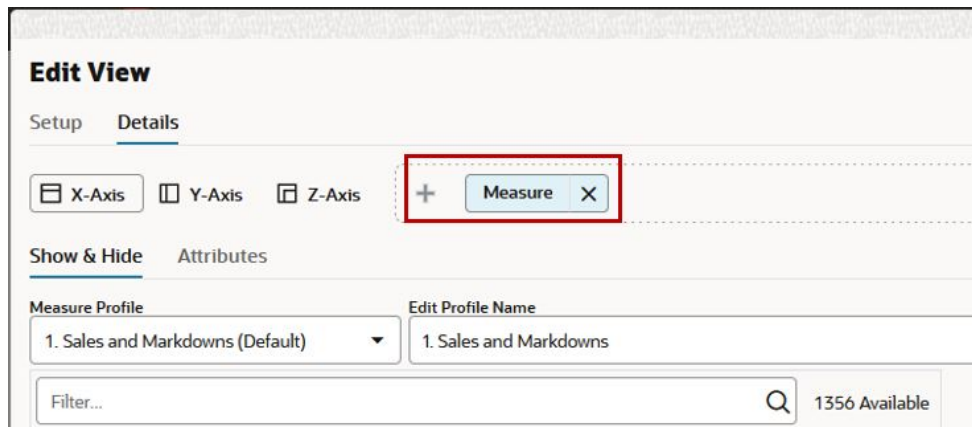 Edit View
Setup Details
X-Axis Y-Axis Z-Axis + Measure X
Show & Hide Attributes
Measure Profile Edit Profile Name
1. Sales and Markdowns (Default) 1. Sales and Markdowns
Filter... 1356 Available